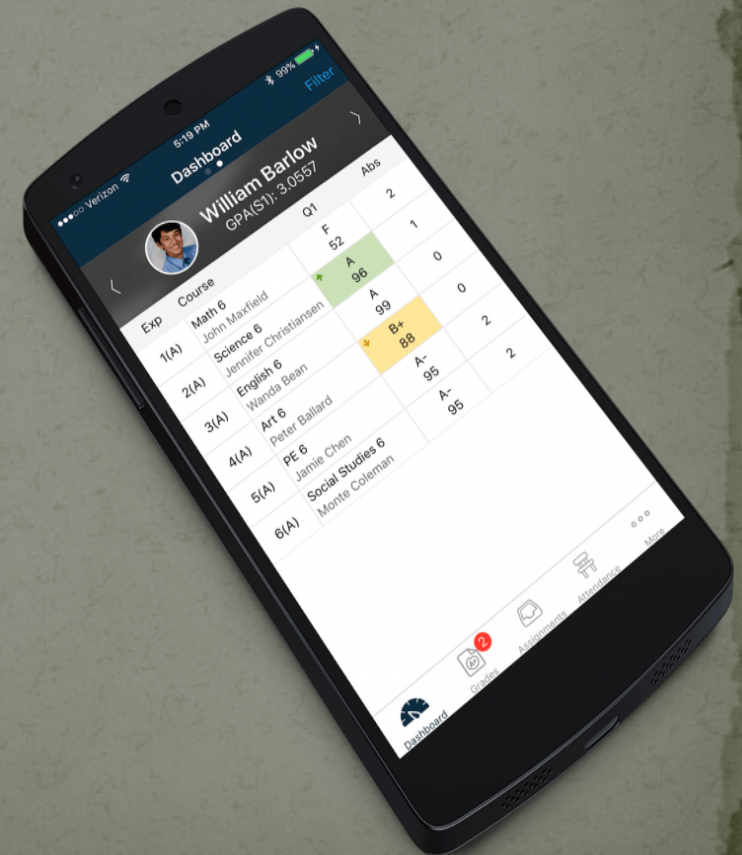 ●●●○○ Verizon 5:19 PM 99%
Dashboard Filter
William Barlow
GPA(S1): 3.0557
Exp Course Q1 Abs
1(A) Math 6 F 2
John Maxfield 52
2(A) Science 6 A 1
Jennifer Christiansen 96
3(A) English 6 A 0
Wanda Bean 99
4(A) Art 6 B+ 0
Peter Ballard 88
5(A) PE 6 A- 2
Jamie Chen 95
6(A) Social Studies 6 A- 2
Monte Coleman 95
2
Dashboard Grades Assignments Attendance More